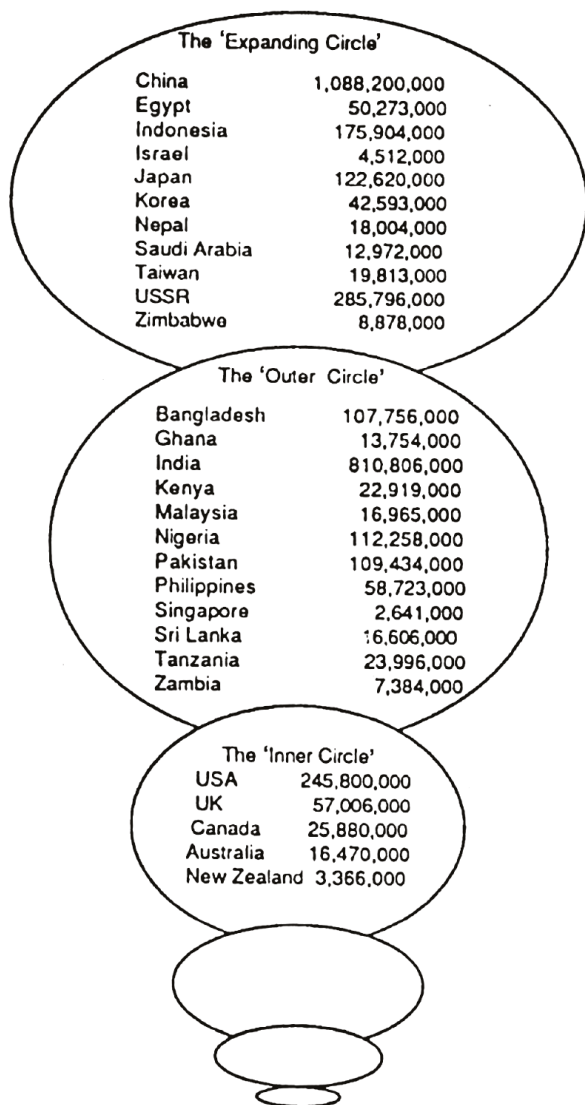 The 'Expanding Circle'
China 1,088,200,000
Egypt 50,273,000
Indonesia 175,904,000
Israel 4,512,000
Japan 122,620,000
Korea 42,593,000
Nepal 18,004,000
Saudi Arabia 12,972,000
Taiwan 19,813,000
USSR 285,796,000
Zimbabwe 8,878,000
The 'Outer Circle'
Bangladesh 107,756,000
Ghana 13,754,000
India 810,806,000
Kenya 22,919,000
Malaysia 16,965,000
Nigeria 112,258,000
Pakistan 109,434,000
Philippines 58,723,000
Singapore 2,641,000
Sri Lanka 16,606,000
Tanzania 23,996,000
Zambia 7,384,000
The 'Inner Circle'
USA 245,800,000
UK 57,006,000
Canada 25,880,000
Australia 16,470,000
New Zealand 3,366,000